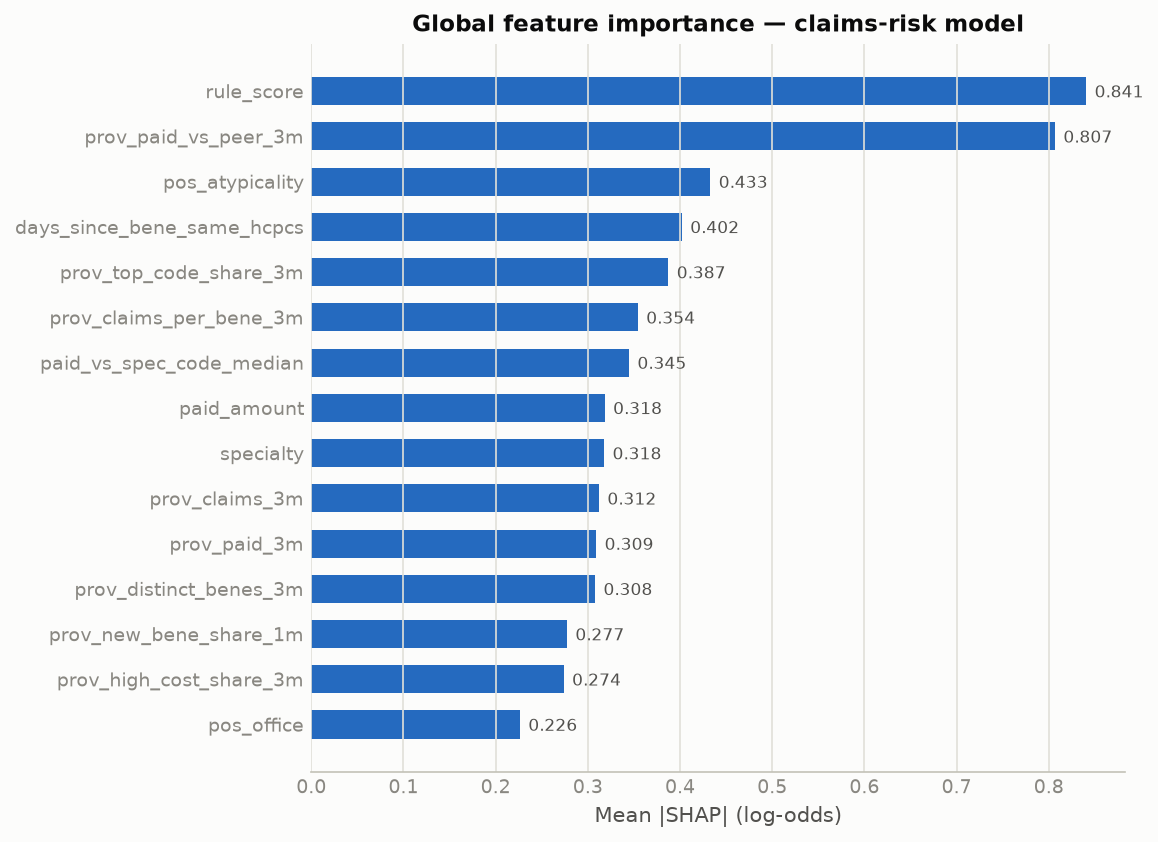 Global feature importance — claims-risk model
rule_score 0.841
prov_paid_vs_peer_3m 0.807
pos_atypicality 0.433
days_since_bene_same_hcpcs 0.402
prov_top_code_share_3m 0.387
prov_claims_per_bene_3m 0.354
paid_vs_spec_code_median 0.345
paid_amount 0.318
specialty 0.318
prov_claims_3m 0.312
prov_paid_3m 0.309
prov_distinct_benes_3m 0.308
prov_new_bene_share_1m 0.277
prov_high_cost_share_3m 0.274
pos_office 0.226
0.0 0.1 0.2 0.3 0.4 0.5 0.6 0.7 0.8
Mean |SHAP| (log-odds)